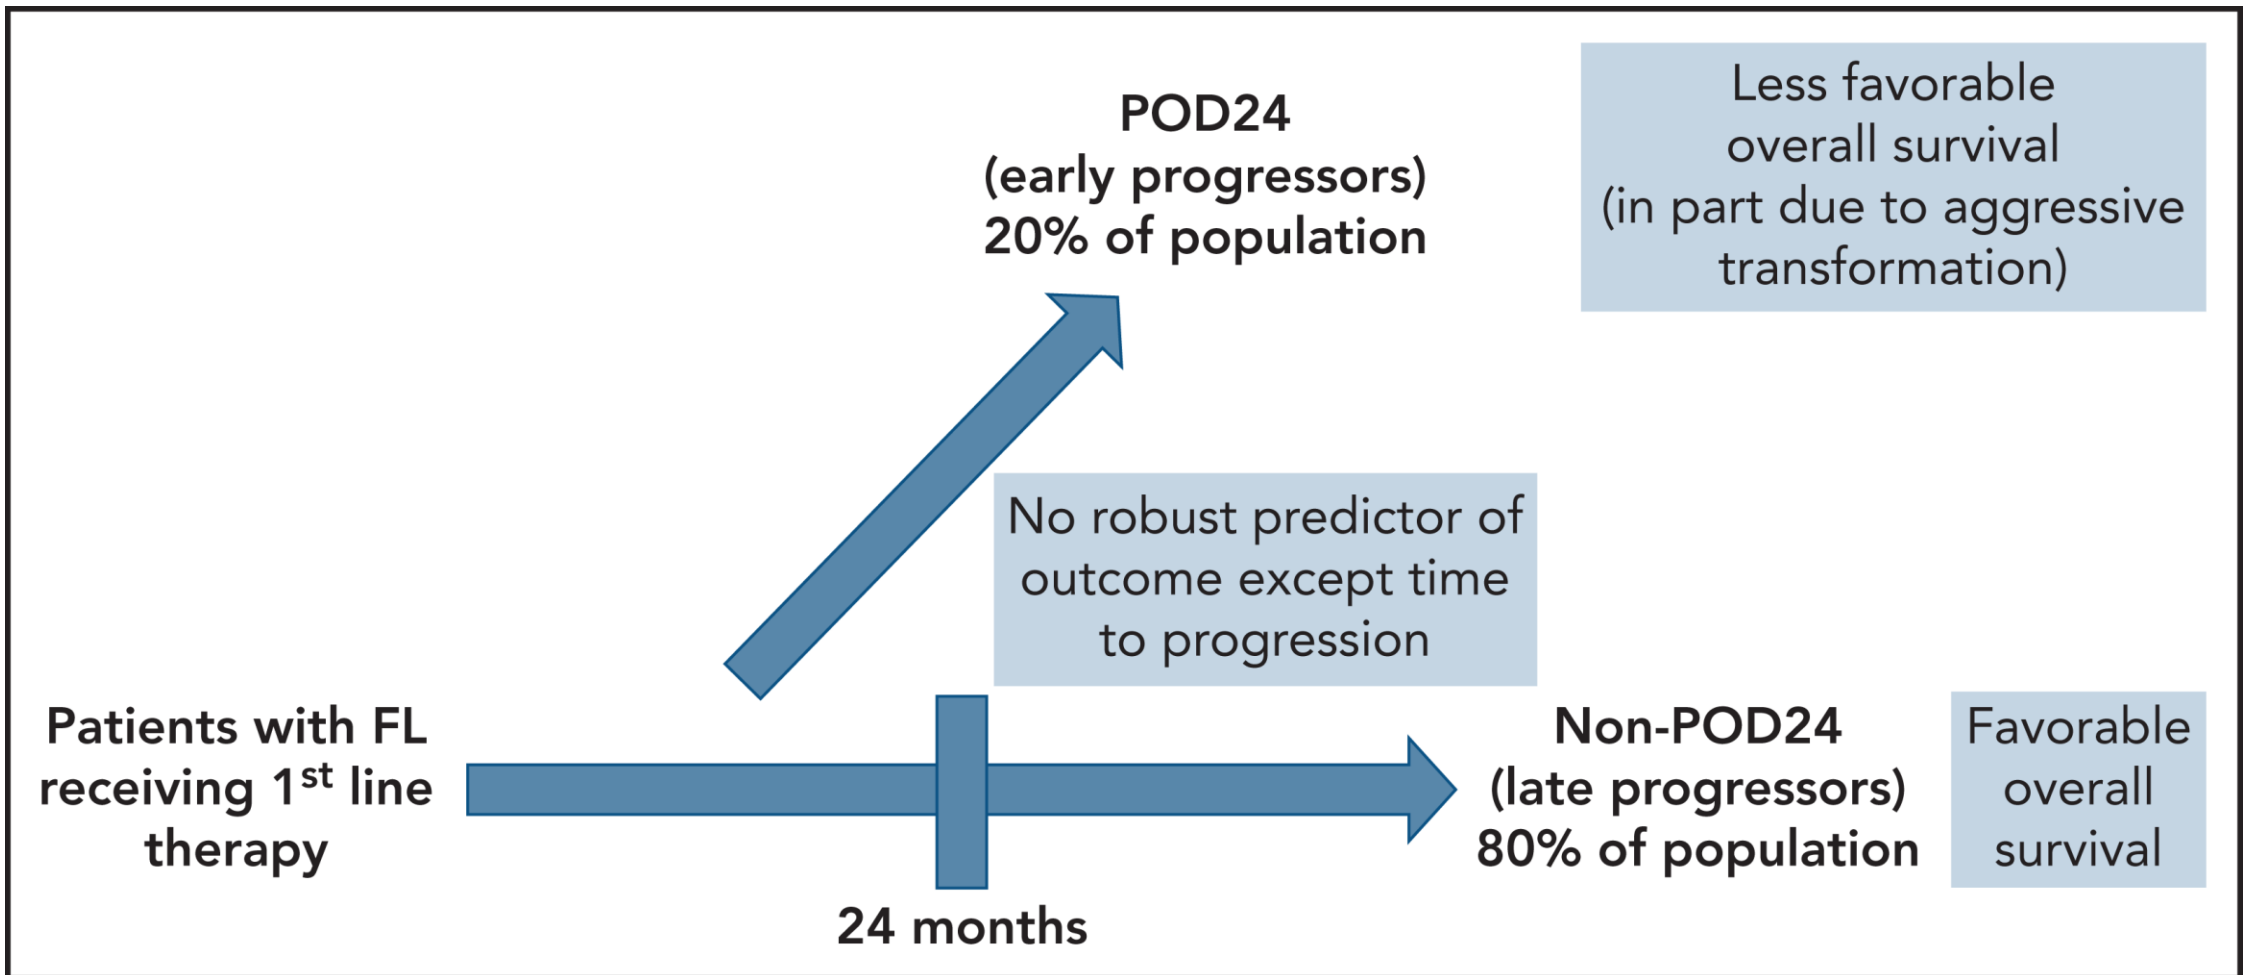 POD24
(early progressors)
20% of population
Less favorable
overall survival
(in part due to aggressive
transformation)
No robust predictor of
outcome except time
to progression
Patients with FL
receiving 1st line
therapy
24 months
Non-POD24
(late progressors)
80% of population
Favorable
overall
survival